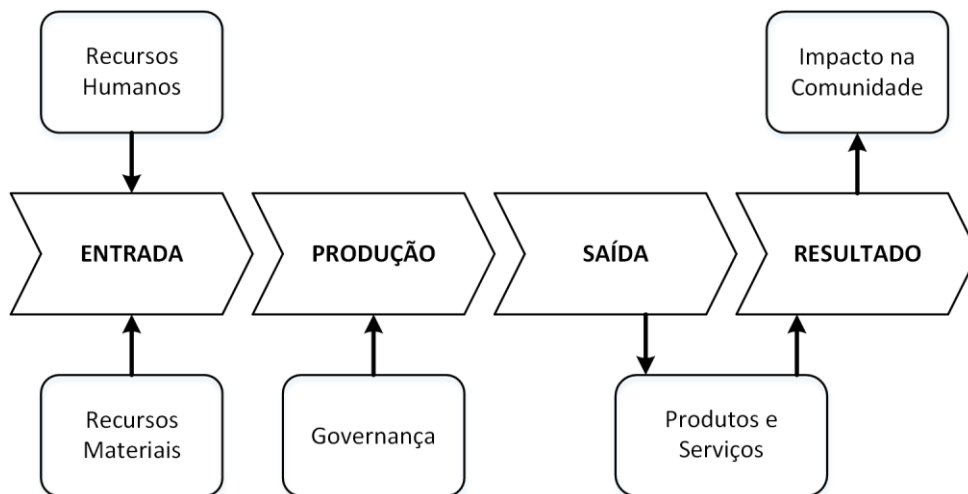 Recursos
Humanos
Impacto na
Comunidade
ENTRADA
PRODUÇÃO
SAÍDA
RESULTADO
Recursos
Materiais
Governança
Produtos e
Serviços